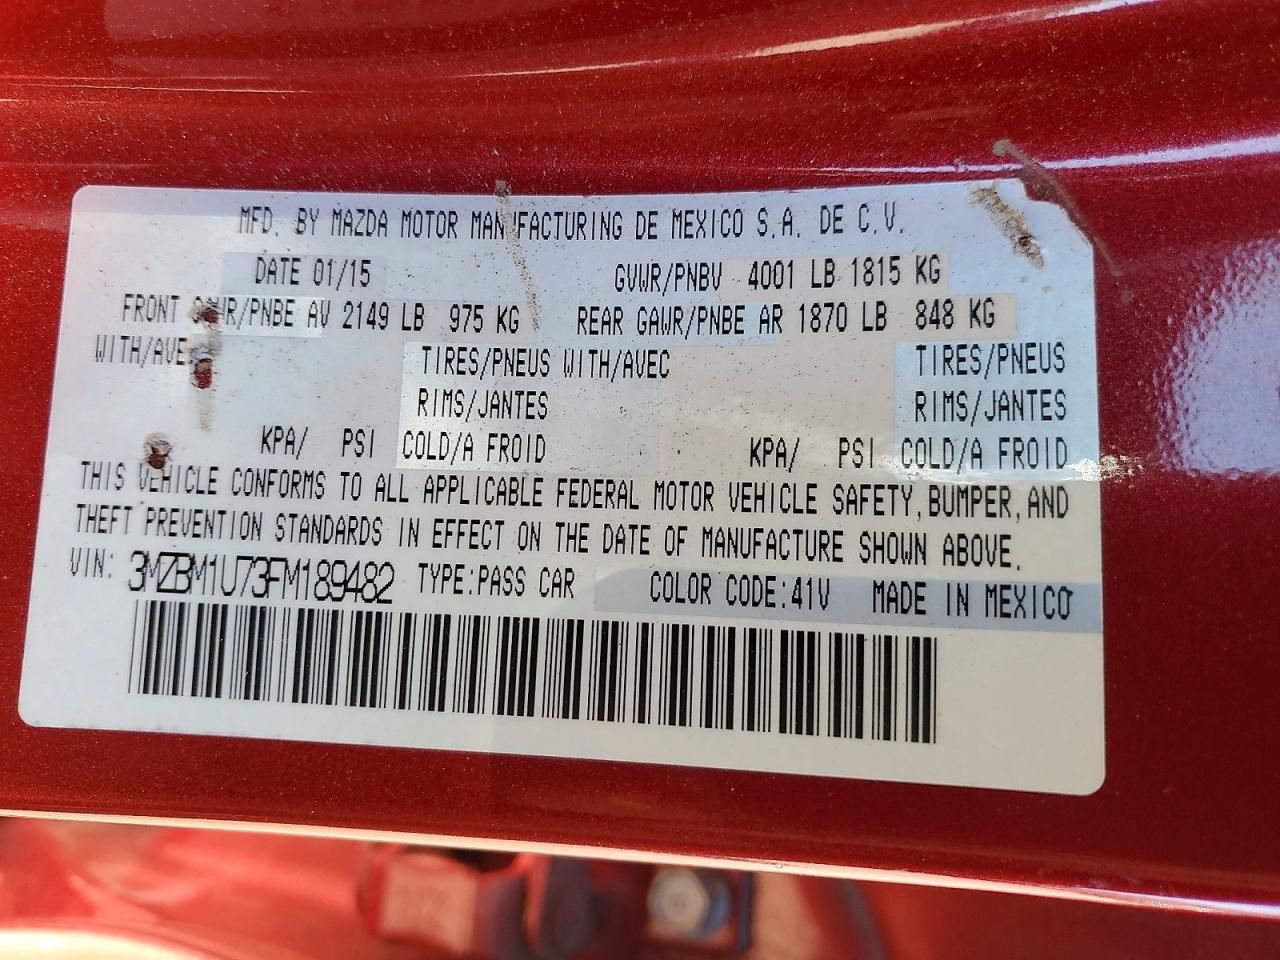 MFD. BY MAZDA MOTOR MANUFACTURING DE MEXICO S.A. DE C.V.
DATE 01/15 GVWR/PNBV 4001 LB 1815 KG
FRONT GAWR/PNBE AV 2149 LB 975 KG REAR GAWR/PNBE AR 1870 LB 848 KG
WITH/AVEC TIRES/PNEUS WITH/AVEC TIRES/PNEUS
RIMS/JANTES RIMS/JANTES
KPA/ PSI COLD/A FROID KPA/ PSI COLD/A FROID
THIS VEHICLE CONFORMS TO ALL APPLICABLE FEDERAL MOTOR VEHICLE SAFETY, BUMPER, AND
THEFT PREVENTION STANDARDS IN EFFECT ON THE DATE OF MANUFACTURE SHOWN ABOVE.
VIN: 3MZBM1U73FM189482 TYPE:PASS CAR COLOR CODE:41V MADE IN MEXICO